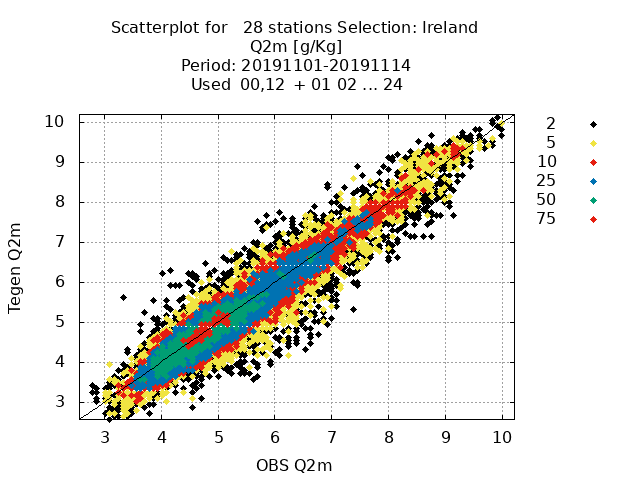 Scatterplot for   28 stations Selection: Ireland
Q2m [g/Kg]
Period: 20191101-20191114
Used  00,12  + 01 02 ... 24
10
9
8
7
6
5
4
3
Tegen Q2m
3 4 5 6 7 8 9 10
OBS Q2m
2
5
10
25
50
75